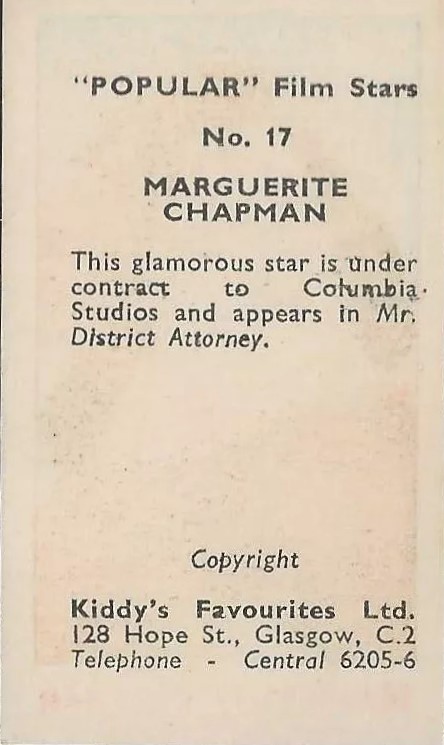 "POPULAR" Film Stars
No. 17
MARGUERITE
CHAPMAN
This glamorous star is under
contract to Columbia
Studios and appears in Mr.
District Attorney.
Copyright
Kiddy's Favourites Ltd.
128 Hope St., Glasgow, C.2
Telephone - Central 6205-6